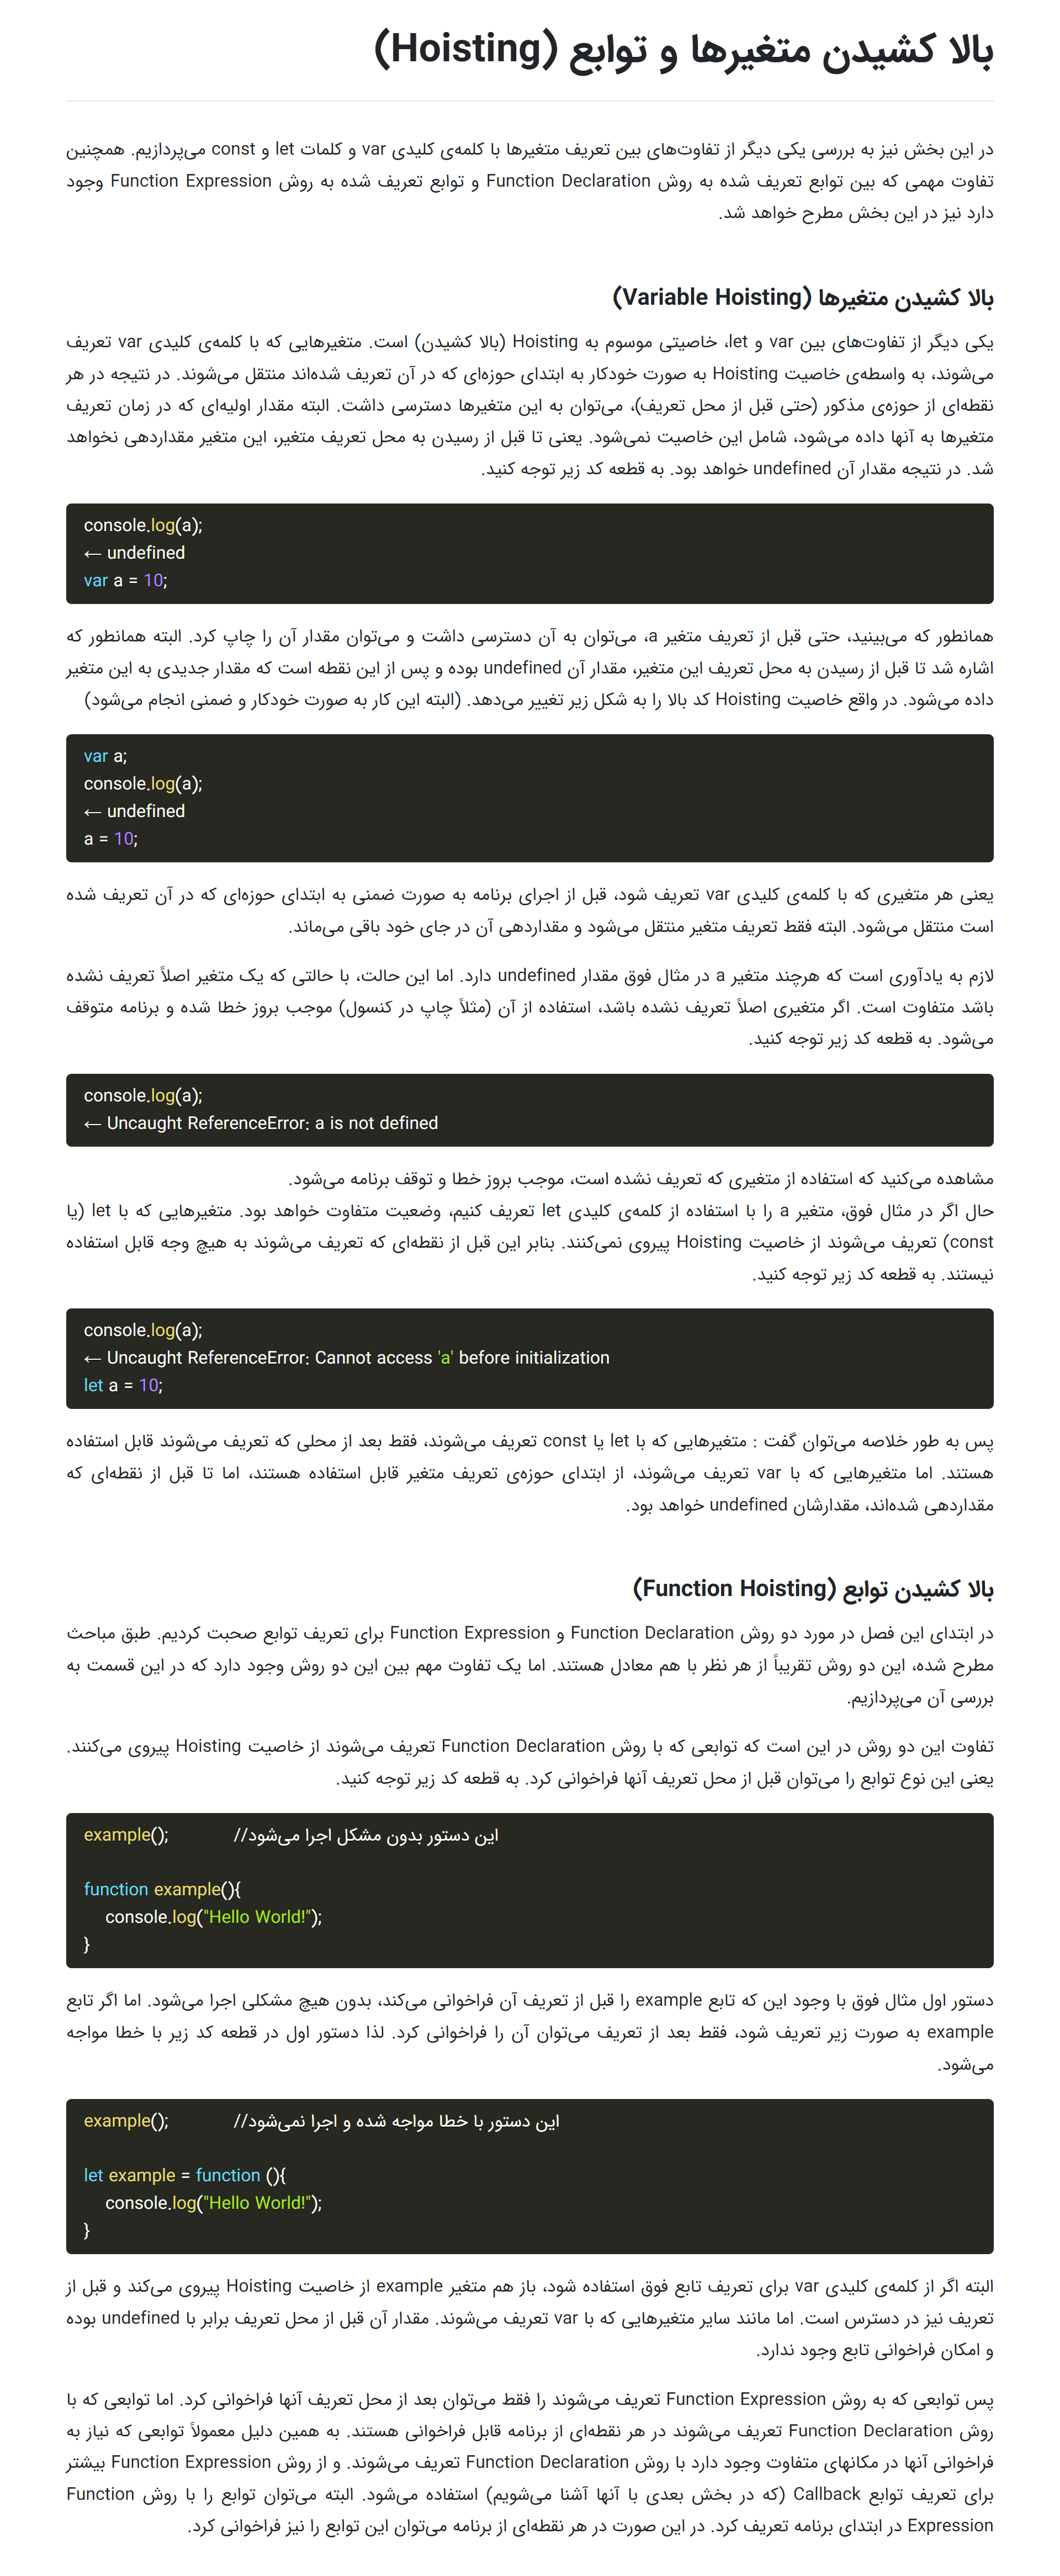 بالا کشیدن متغیرها و توابع (Hoisting)
در این بخش نیز به بررسی یکی دیگر از تفاوت‌های بین تعریف متغیرها با کلمه‌ی کلیدی var و کلمات let و const می‌پردازیم. همچنین
تفاوت مهمی که بین توابع تعریف شده به روش Function Declaration و توابع تعریف شده به روش Function Expression وجود
دارد نیز در این بخش مطرح خواهد شد.
بالا کشیدن متغیرها (Variable Hoisting)
یکی دیگر از تفاوت‌های بین var و let، خاصیتی موسوم به Hoisting (بالا کشیدن) است. متغیرهایی که با کلمه‌ی کلیدی var تعریف
می‌شوند، به واسطه‌ی خاصیت Hoisting به صورت خودکار به ابتدای حوزه‌ای که در آن تعریف شده‌اند منتقل می‌شوند. در نتیجه در هر
نقطه‌ای از حوزه‌ی مذکور (حتی قبل از محل تعریف)، می‌توان به این متغیرها دسترسی داشت. البته مقدار اولیه‌ای که در زمان تعریف
متغیرها به آنها داده می‌شود، شامل این خاصیت نمی‌شود. یعنی تا قبل از رسیدن به محل تعریف متغیر، این متغیر مقداردهی نخواهد
شد. در نتیجه مقدار آن undefined خواهد بود. به قطعه کد زیر توجه کنید.
console.log(a);
← undefined
var a = 10;
همانطور که می‌بینید، حتی قبل از تعریف متغیر a، می‌توان به آن دسترسی داشت و می‌توان مقدار آن را چاپ کرد. البته همانطور که
اشاره شد تا قبل از رسیدن به محل تعریف این متغیر، مقدار آن undefined بوده و پس از این نقطه است که مقدار جدیدی به این متغیر
داده می‌شود. در واقع خاصیت Hoisting کد بالا را به شکل زیر تغییر می‌دهد. (البته این کار به صورت خودکار و ضمنی انجام می‌شود)
var a;
console.log(a);
← undefined
a = 10;
یعنی هر متغیری که با کلمه‌ی کلیدی var تعریف شود، قبل از اجرای برنامه به صورت ضمنی به ابتدای حوزه‌ای که در آن تعریف شده
است منتقل می‌شود. البته فقط تعریف متغیر منتقل می‌شود و مقداردهی آن در جای خود باقی می‌ماند.
لازم به یادآوری است که هرچند متغیر a در مثال فوق مقدار undefined دارد. اما این حالت، با حالتی که یک متغیر اصلاً تعریف نشده
باشد متفاوت است. اگر متغیری اصلاً تعریف نشده باشد، استفاده از آن (مثلاً چاپ در کنسول) موجب بروز خطا شده و برنامه متوقف
می‌شود. به قطعه کد زیر توجه کنید.
console.log(a);
← Uncaught ReferenceError: a is not defined
مشاهده می‌کنید که استفاده از متغیری که تعریف نشده است، موجب بروز خطا و توقف برنامه می‌شود.
حال اگر در مثال فوق، متغیر a را با استفاده از کلمه‌ی کلیدی let تعریف کنیم، وضعیت متفاوت خواهد بود. متغیرهایی که با let (یا
const) تعریف می‌شوند از خاصیت Hoisting پیروی نمی‌کنند. بنابر این قبل از نقطه‌ای که تعریف می‌شوند به هیچ وجه قابل استفاده
نیستند. به قطعه کد زیر توجه کنید.
console.log(a);
← Uncaught ReferenceError: Cannot access 'a' before initialization
let a = 10;
پس به طور خلاصه می‌توان گفت : متغیرهایی که با let یا const تعریف می‌شوند، فقط بعد از محلی که تعریف می‌شوند قابل استفاده
هستند. اما متغیرهایی که با var تعریف می‌شوند، از ابتدای حوزه‌ی تعریف متغیر قابل استفاده هستند، اما تا قبل از نقطه‌ای که
مقداردهی شده‌اند، مقدارشان undefined خواهد بود.
بالا کشیدن توابع (Function Hoisting)
در ابتدای این فصل در مورد دو روش Function Declaration و Function Expression برای تعریف توابع صحبت کردیم. طبق مباحث
مطرح شده، این دو روش تقریباً از هر نظر با هم معادل هستند. اما یک تفاوت مهم بین این دو روش وجود دارد که در این قسمت به
بررسی آن می‌پردازیم.
تفاوت این دو روش در این است که توابعی که با روش Function Declaration تعریف می‌شوند از خاصیت Hoisting پیروی می‌کنند.
یعنی این نوع توابع را می‌توان قبل از محل تعریف آنها فراخوانی کرد. به قطعه کد زیر توجه کنید.
example(); //این دستور بدون مشکل اجرا می‌شود
function example(){
console.log("Hello World!");
}
دستور اول مثال فوق با وجود این که تابع example را قبل از تعریف آن فراخوانی می‌کند، بدون هیچ مشکلی اجرا می‌شود. اما اگر تابع
example به صورت زیر تعریف شود، فقط بعد از تعریف می‌توان آن را فراخوانی کرد. لذا دستور اول در قطعه کد زیر با خطا مواجه
می‌شود.
example(); //این دستور با خطا مواجه شده و اجرا نمی‌شود
let example = function (){
console.log("Hello World!");
}
البته اگر از کلمه‌ی کلیدی var برای تعریف تابع فوق استفاده شود، باز هم متغیر example از خاصیت Hoisting پیروی می‌کند و قبل از
تعریف نیز در دسترس است. اما مانند سایر متغیرهایی که با var تعریف می‌شوند. مقدار آن قبل از محل تعریف برابر با undefined بوده
و امکان فراخوانی تابع وجود ندارد.
پس توابعی که به روش Function Expression تعریف می‌شوند را فقط می‌توان بعد از محل تعریف آنها فراخوانی کرد. اما توابعی که با
روش Function Declaration تعریف می‌شوند در هر نقطه‌ای از برنامه قابل فراخوانی هستند. به همین دلیل معمولاً توابعی که نیاز به
فراخوانی آنها در مکانهای متفاوت وجود دارد با روش Function Declaration تعریف می‌شوند. و از روش Function Expression بیشتر
برای تعریف توابع Callback (که در بخش بعدی با آنها آشنا می‌شویم) استفاده می‌شود. البته می‌توان توابع را با روش Function
Expression در ابتدای برنامه تعریف کرد. در این صورت در هر نقطه‌ای از برنامه می‌توان این توابع را نیز فراخوانی کرد.